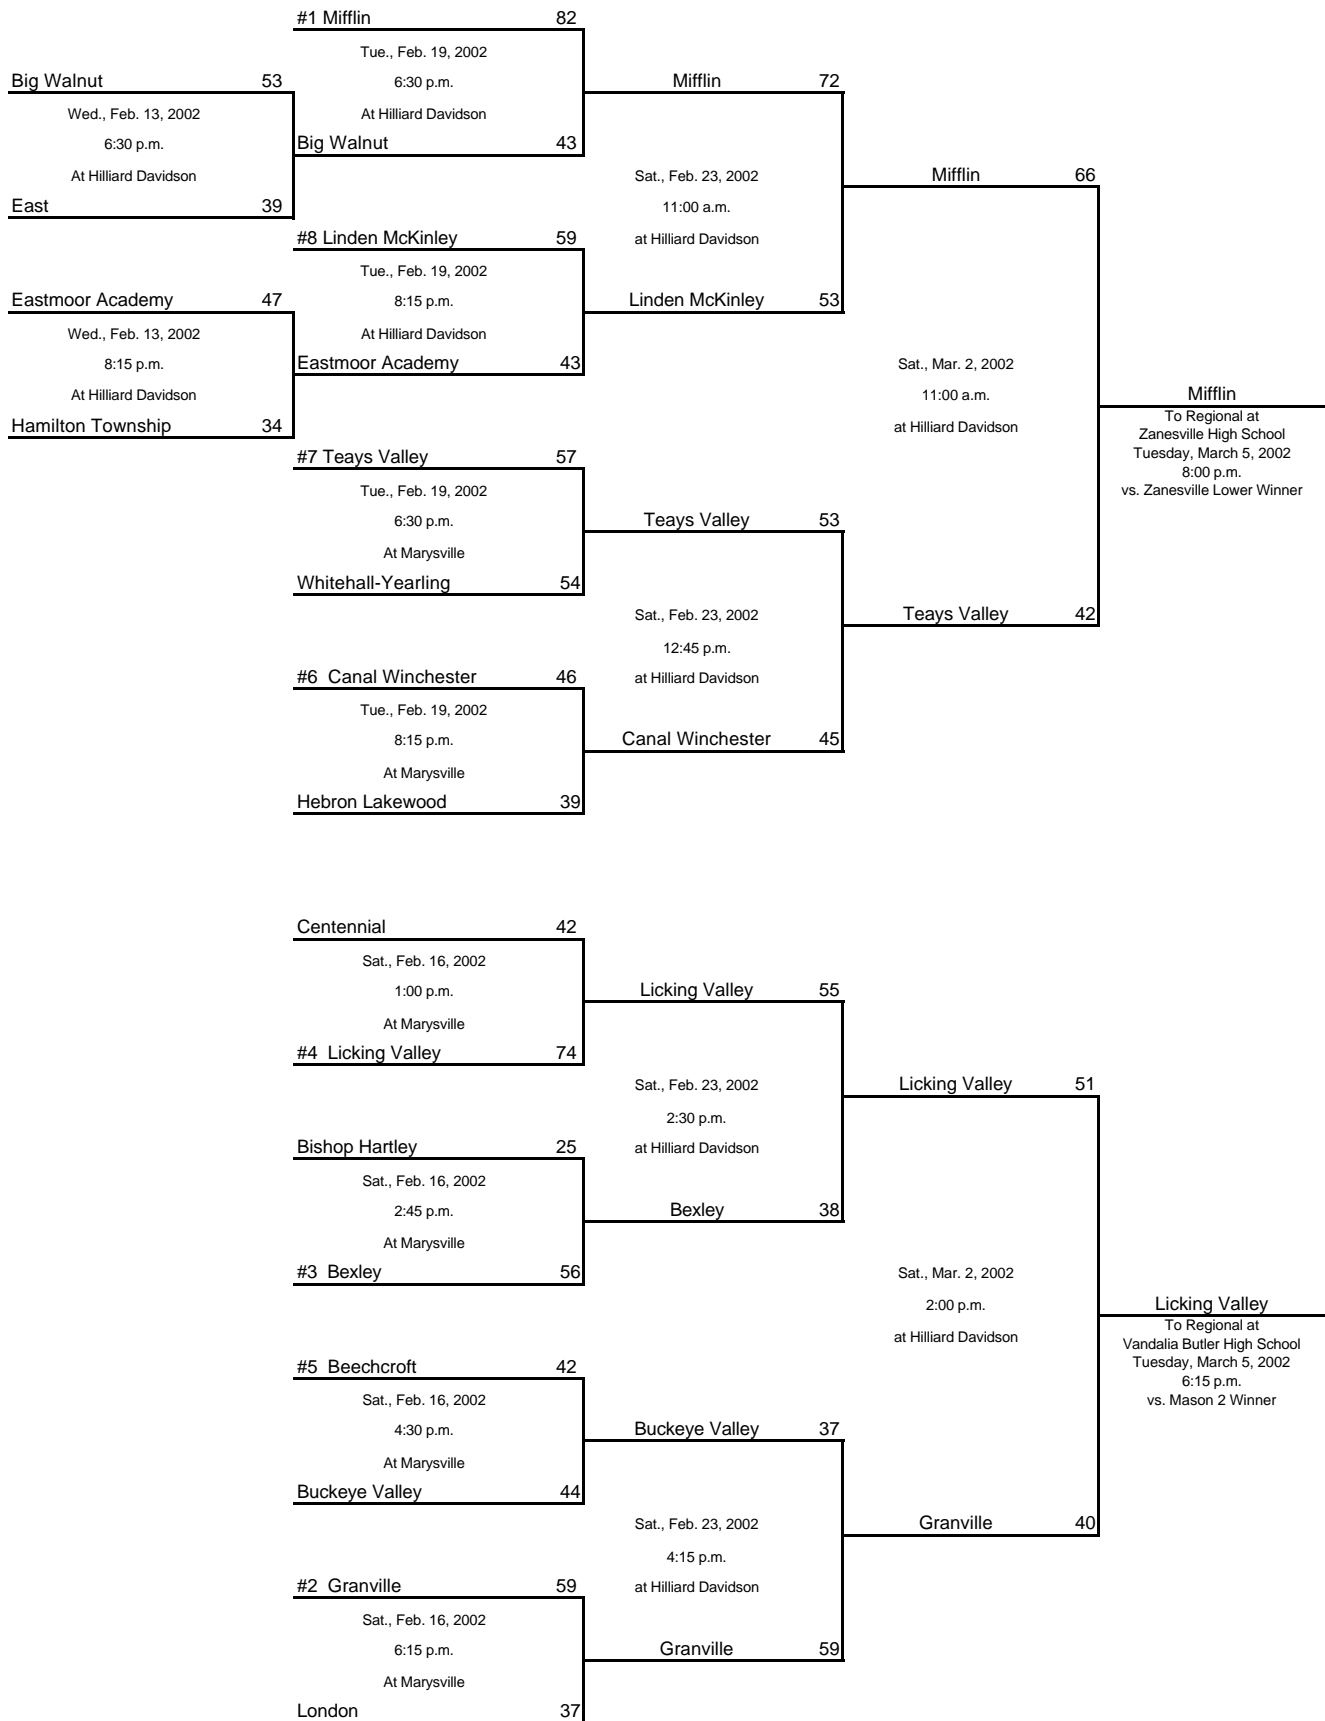 #1 Mifflin 82
Tue., Feb. 19, 2002
6:30 p.m.
At Hilliard Davidson
Big Walnut 43
Big Walnut 53
Wed., Feb. 13, 2002
6:30 p.m.
At Hilliard Davidson
East 39
Mifflin 72
Sat., Feb. 23, 2002
11:00 a.m.
at Hilliard Davidson
Linden McKinley 53
#8 Linden McKinley 59
Tue., Feb. 19, 2002
8:15 p.m.
At Hilliard Davidson
Eastmoor Academy 43
Eastmoor Academy 47
Wed., Feb. 13, 2002
8:15 p.m.
At Hilliard Davidson
Hamilton Township 34
Mifflin 66
Sat., Mar. 2, 2002
11:00 a.m.
at Hilliard Davidson
Teays Valley 42
Mifflin
To Regional at
Zanesville High School
Tuesday, March 5, 2002
8:00 p.m.
vs. Zanesville Lower Winner
#7 Teays Valley 57
Tue., Feb. 19, 2002
6:30 p.m.
At Marysville
Whitehall-Yearling 54
Teays Valley 53
Sat., Feb. 23, 2002
12:45 p.m.
at Hilliard Davidson
Canal Winchester 45
#6 Canal Winchester 46
Tue., Feb. 19, 2002
8:15 p.m.
At Marysville
Hebron Lakewood 39
Centennial 42
Sat., Feb. 16, 2002
1:00 p.m.
At Marysville
#4 Licking Valley 74
Licking Valley 55
Sat., Feb. 23, 2002
2:30 p.m.
at Hilliard Davidson
Bexley 38
Bishop Hartley 25
Sat., Feb. 16, 2002
2:45 p.m.
At Marysville
#3 Bexley 56
Licking Valley 51
Sat., Mar. 2, 2002
2:00 p.m.
at Hilliard Davidson
Granville 40
Licking Valley
To Regional at
Vandalia Butler High School
Tuesday, March 5, 2002
6:15 p.m.
vs. Mason 2 Winner
#5 Beechcroft 42
Sat., Feb. 16, 2002
4:30 p.m.
At Marysville
Buckeye Valley 44
Buckeye Valley 37
Sat., Feb. 23, 2002
4:15 p.m.
at Hilliard Davidson
Granville 59
#2 Granville 59
Sat., Feb. 16, 2002
6:15 p.m.
At Marysville
London 37